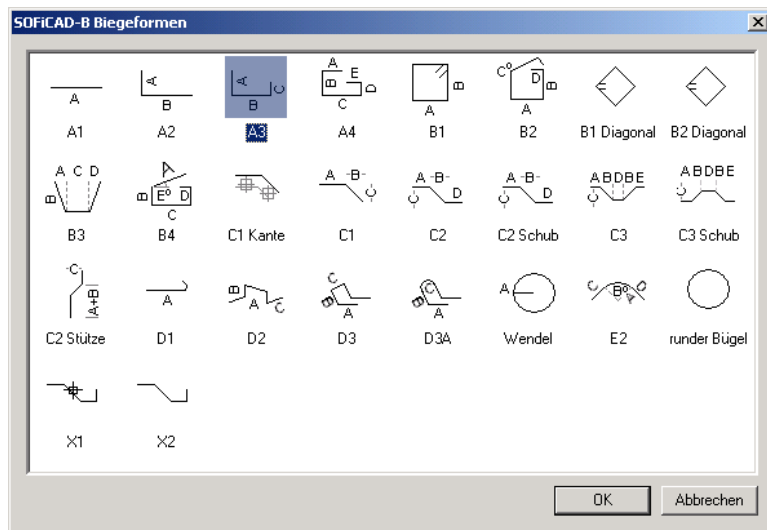 SOFiCAD-B Biegeformen
A
A B
A B C
A B C D E
A B
A B C° D
A1 A2 A3 A4 B1 B2 B1 Diagonal B2 Diagonal
A C D B
A B E° D C
A -B- C
A -B- C D
A -B- C D
A B D B E C
A B D B E C
B3 B4 C1 Kante C1 C2 C2 Schub C3 C3 Schub
-C- A+B
A
B A C
C B A
C B A
A
C B° A D
C2 Stütze D1 D2 D3 D3A Wendel E2 runder Bügel
X1 X2
OK Abbrechen